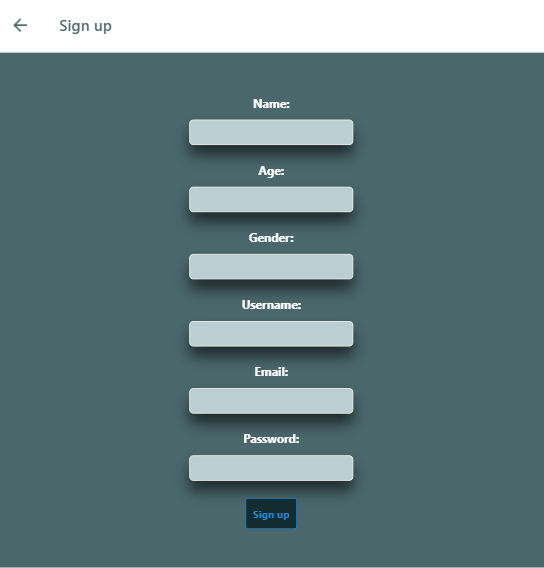 Sign up
Name:
Age:
Gender:
Username:
Email:
Password:
Sign up